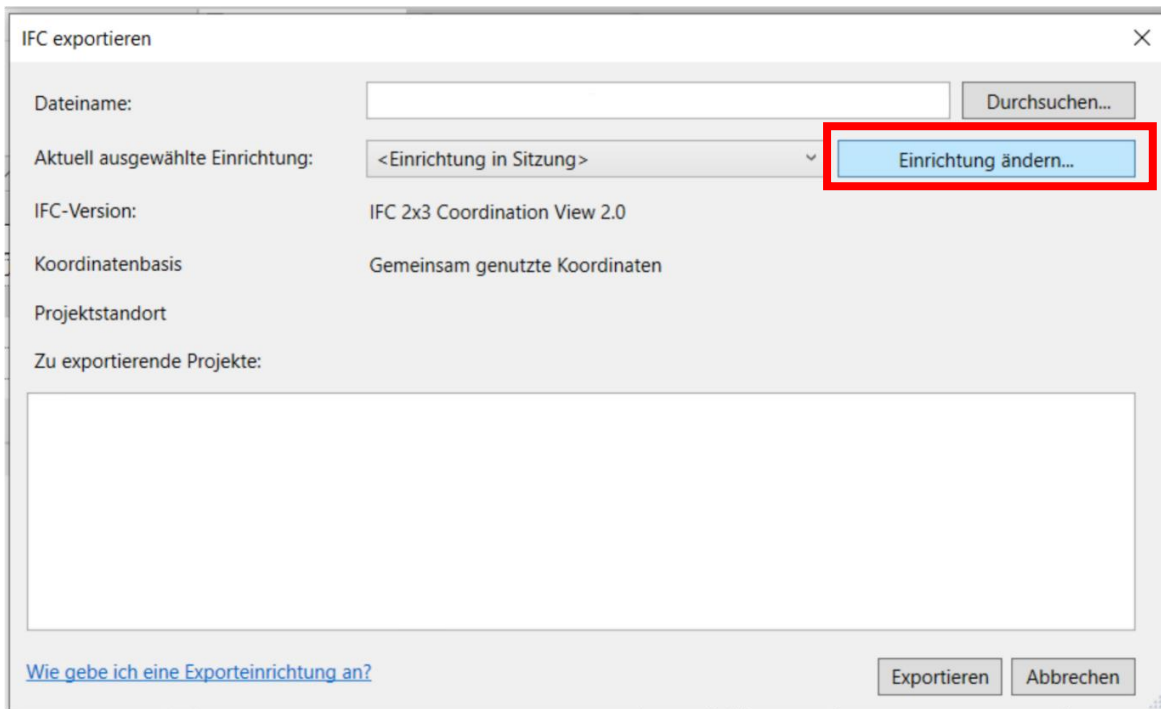 IFC exportieren
Dateiname:
Durchsuchen...
Aktuell ausgewählte Einrichtung:
<Einrichtung in Sitzung>
Einrichtung ändern...
IFC-Version:
IFC 2x3 Coordination View 2.0
Koordinatenbasis
Gemeinsam genutzte Koordinaten
Projektstandort
Zu exportierende Projekte:
Wie gebe ich eine Exporteinrichtung an?
Exportieren
Abbrechen